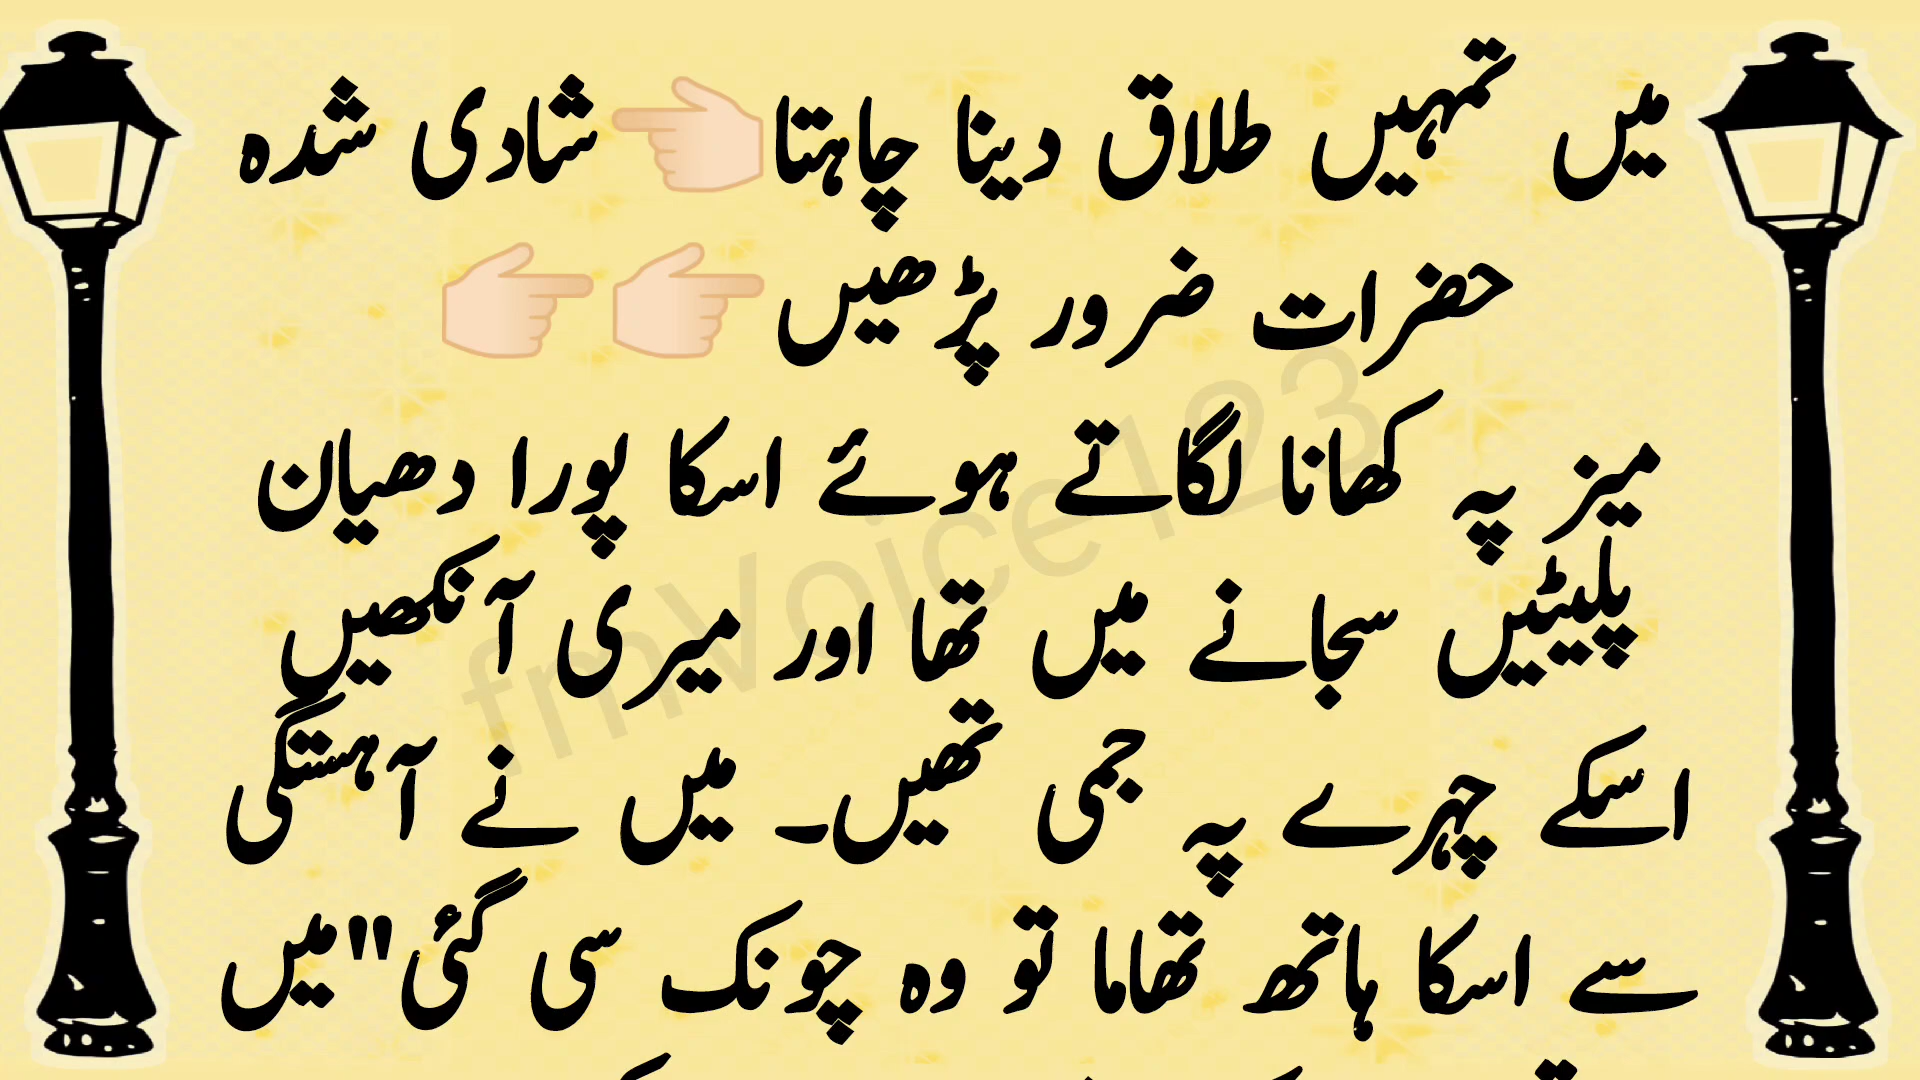 میں تمہیں طلاق دینا چاہتا👈شادی شدہ
حضرات ضرور پڑھیں👉👉
میز پہ کھانا لگاتے ہوئے اسکا پورا دھیان
پلیٹیں سجانے میں تھا اور میری آنکھیں
اسکے چہرے پہ جمی تھیں۔ میں نے آہستگی
سے اسکا ہاتھ تھاما تو وہ چونک سی گئی"میں
fmVoice123